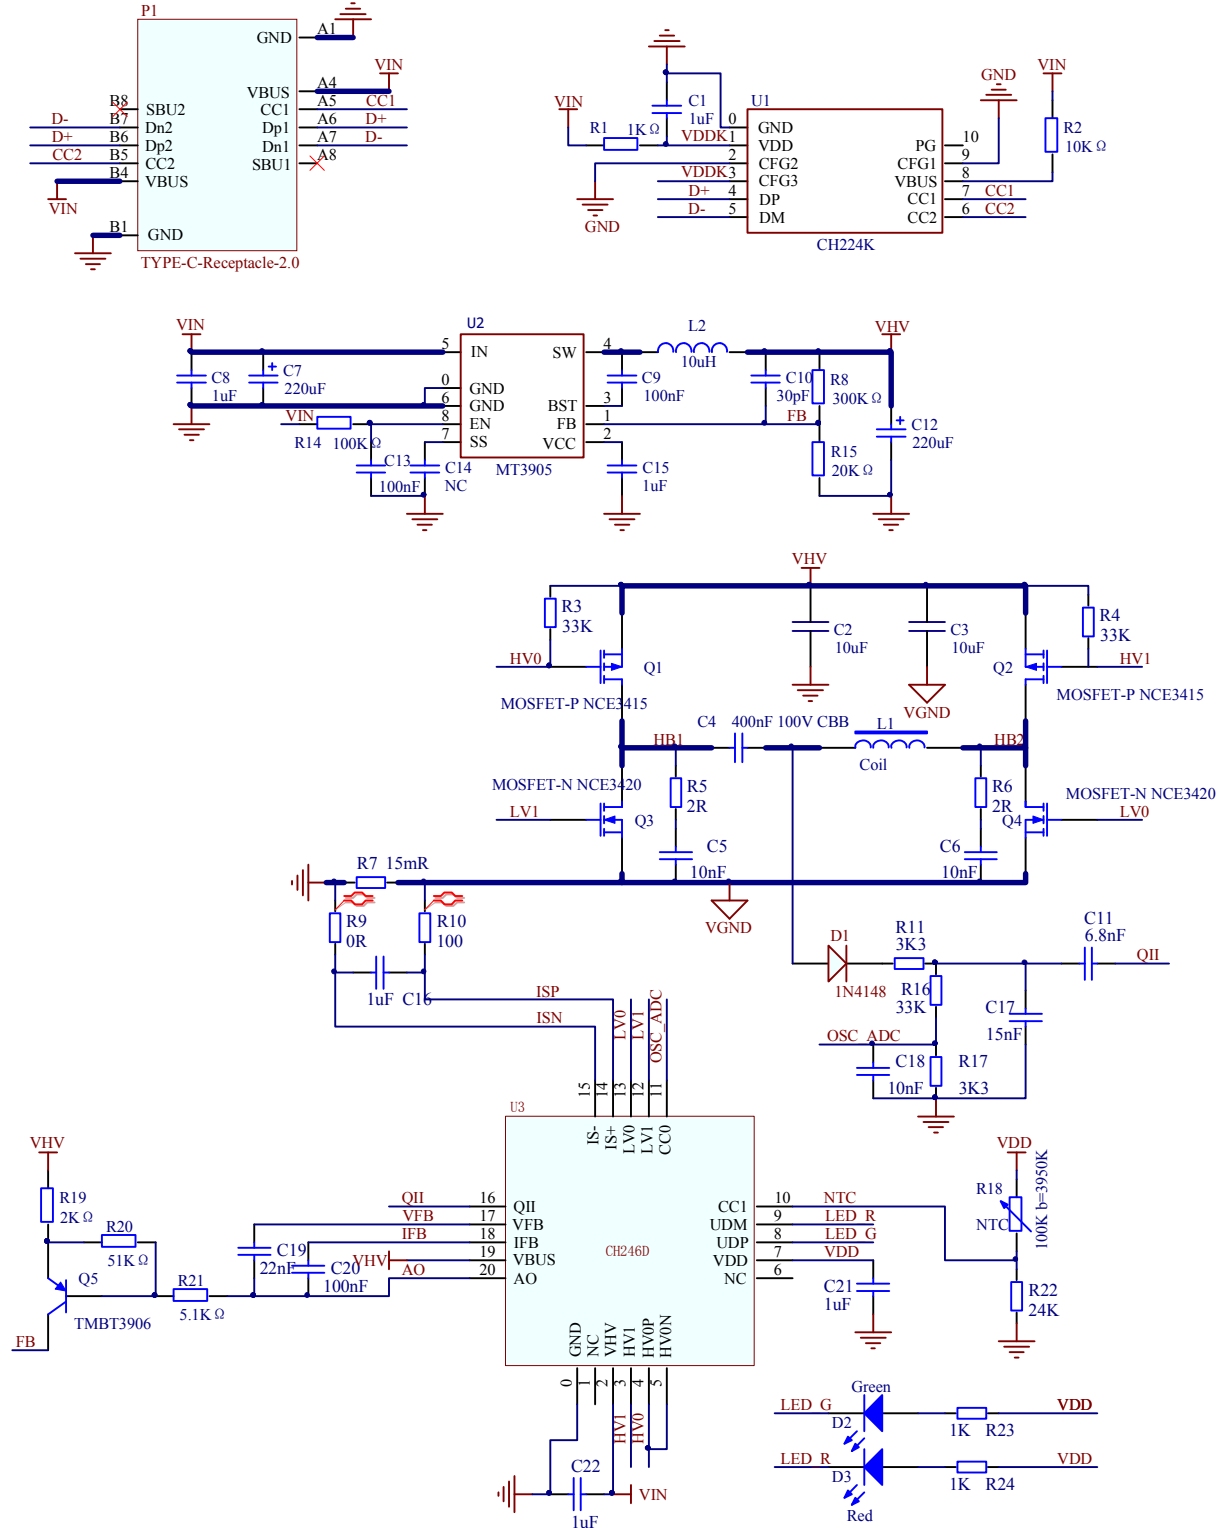 P1
GND A1
VIN
VBUS A4
B8 SBU2 CC1 A5 CC1
D- B7 Dn2 Dp1 A6 D+
D+ B6 Dp2 Dn1 A7 D-
CC2 B5 CC2 SBU1 A8
B4 VBUS
VIN
B1 GND
TYPE-C-Receptacle-2.0
VIN
C1
1uF
R1 1KΩ
VDDK
GND
U1
0 GND
1 VDD
2 CFG2
VDDK 3 CFG3
D+ 4 DP
D- 5 DM
PG 10
CFG1 9
VBUS 8
CC1 7 CC1
CC2 6 CC2
CH224K
GND
VIN
R2
10KΩ
VIN
C8
1uF
C7
220uF
VIN
R14 100KΩ
C13
100nF
C14
NC
U2
5 IN
0 GND
6 GND
8 EN
7 SS
SW 4
BST 3
FB 1
VCC 2
MT3905
L2
10uH
C9
100nF
C15
1uF
C10
30pF
FB
R8
300KΩ
R15
20KΩ
VHV
C12
220uF
VHV
R3
33K
R4
33K
C2
10uF
C3
10uF
VGND
HV0
Q1
Q2
HV1
MOSFET-P NCE3415
MOSFET-P NCE3415
C4 400nF 100V CBB
L1
Coil
HB1
HB2
MOSFET-N NCE3420
MOSFET-N NCE3420
LV1
Q3
R5
2R
R6
2R
Q4
LV0
C5
10nF
C6
10nF
R7 15mR
VGND
R9
0R
R10
100
1uF C16
ISP
ISN
LV0
LV1
OSC_ADC
D1
1N4148
R11
3K3
C11
6.8nF
QII
R16
33K
C17
15nF
OSC_ADC
C18
10nF
R17
3K3
U3
15 IS-
14 IS+
13 LV0
12 LV1
11 CC0
QII 16 QII
VFB 17 VFB
IFB 18 IFB
VHV 19 VBUS
AO 20 AO
CH246D
CC1 10 NTC
UDM 9 LED_R
UDP 8 LED_G
VDD 7 VDD
NC 6
GND 0
NC 1
VHV 2
HV1 3 HV1
HV0P 4 HV0
HV0N 5
VHV
R19
2KΩ
R20
51KΩ
Q5
TMBT3906
R21
5.1KΩ
FB
C19
22nF
C20
100nF
C21
1uF
VDD
R18
NTC
100K b=3950K
R22
24K
C22
1uF
VIN
Green
LED_G
D2
1K R23
VDD
LED_R
D3
1K R24
VDD
Red